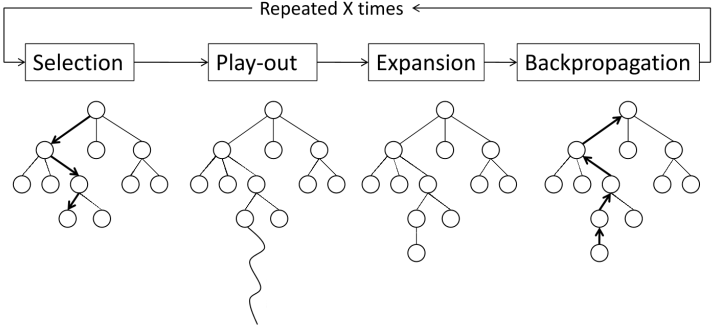 Repeated X times
Selection
Play-out
Expansion
Backpropagation